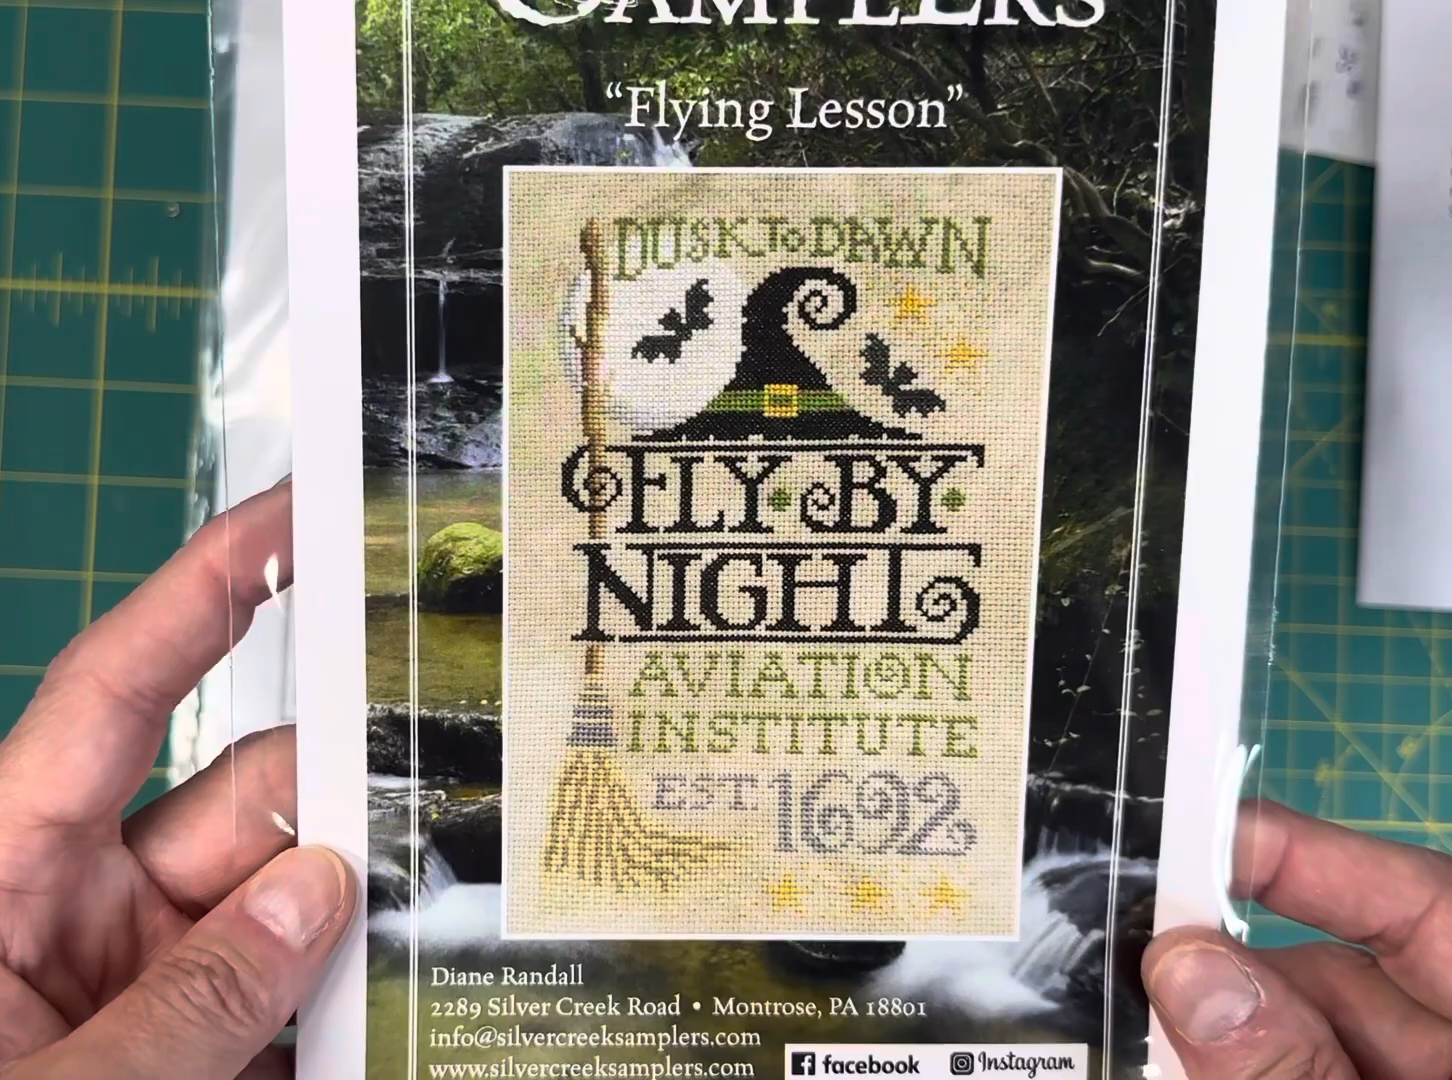 SAMPLERS
“Flying Lesson”
DUSK To DAWN
FLY • BY •
NIGHT
AVIATION
INSTITUTE
EST 1692
Diane Randall
2289 Silver Creek Road • Montrose, PA 18801
info@silvercreeksamplers.com
www.silvercreeksamplers.com
facebook Instagram